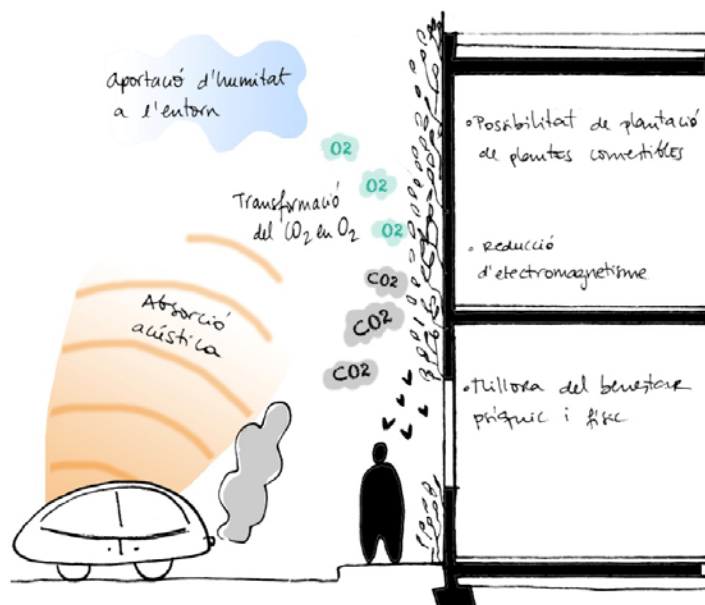 Aportació d'humitat
a l'entorn
O2
O2
Transformació
del CO2 en O2
O2
CO2
CO2
CO2
Absorció
acústica
• Possibilitat de plantació
de plantes comestibles
• Reducció
d'electromagnetisme
• Millora del benestar
psíquic i físic